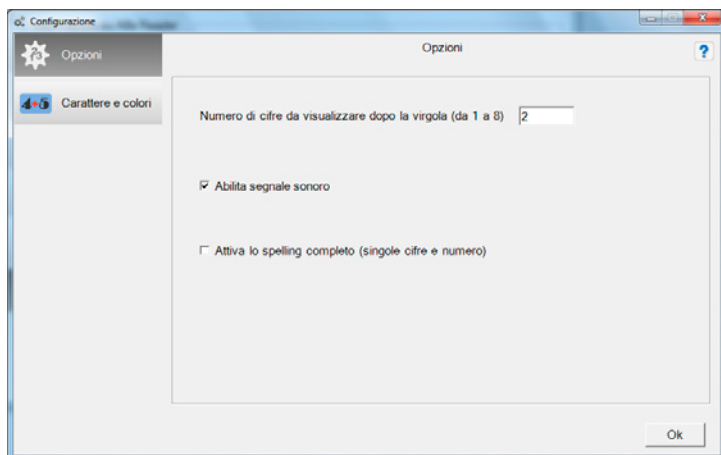 Configurazione
Opzioni
Opzioni
?
4+5
Carattere e colori
Numero di cifre da visualizzare dopo la virgola (da 1 a 8) 2
Abilita segnale sonoro
Attiva lo spelling completo (singole cifre e numero)
Ok